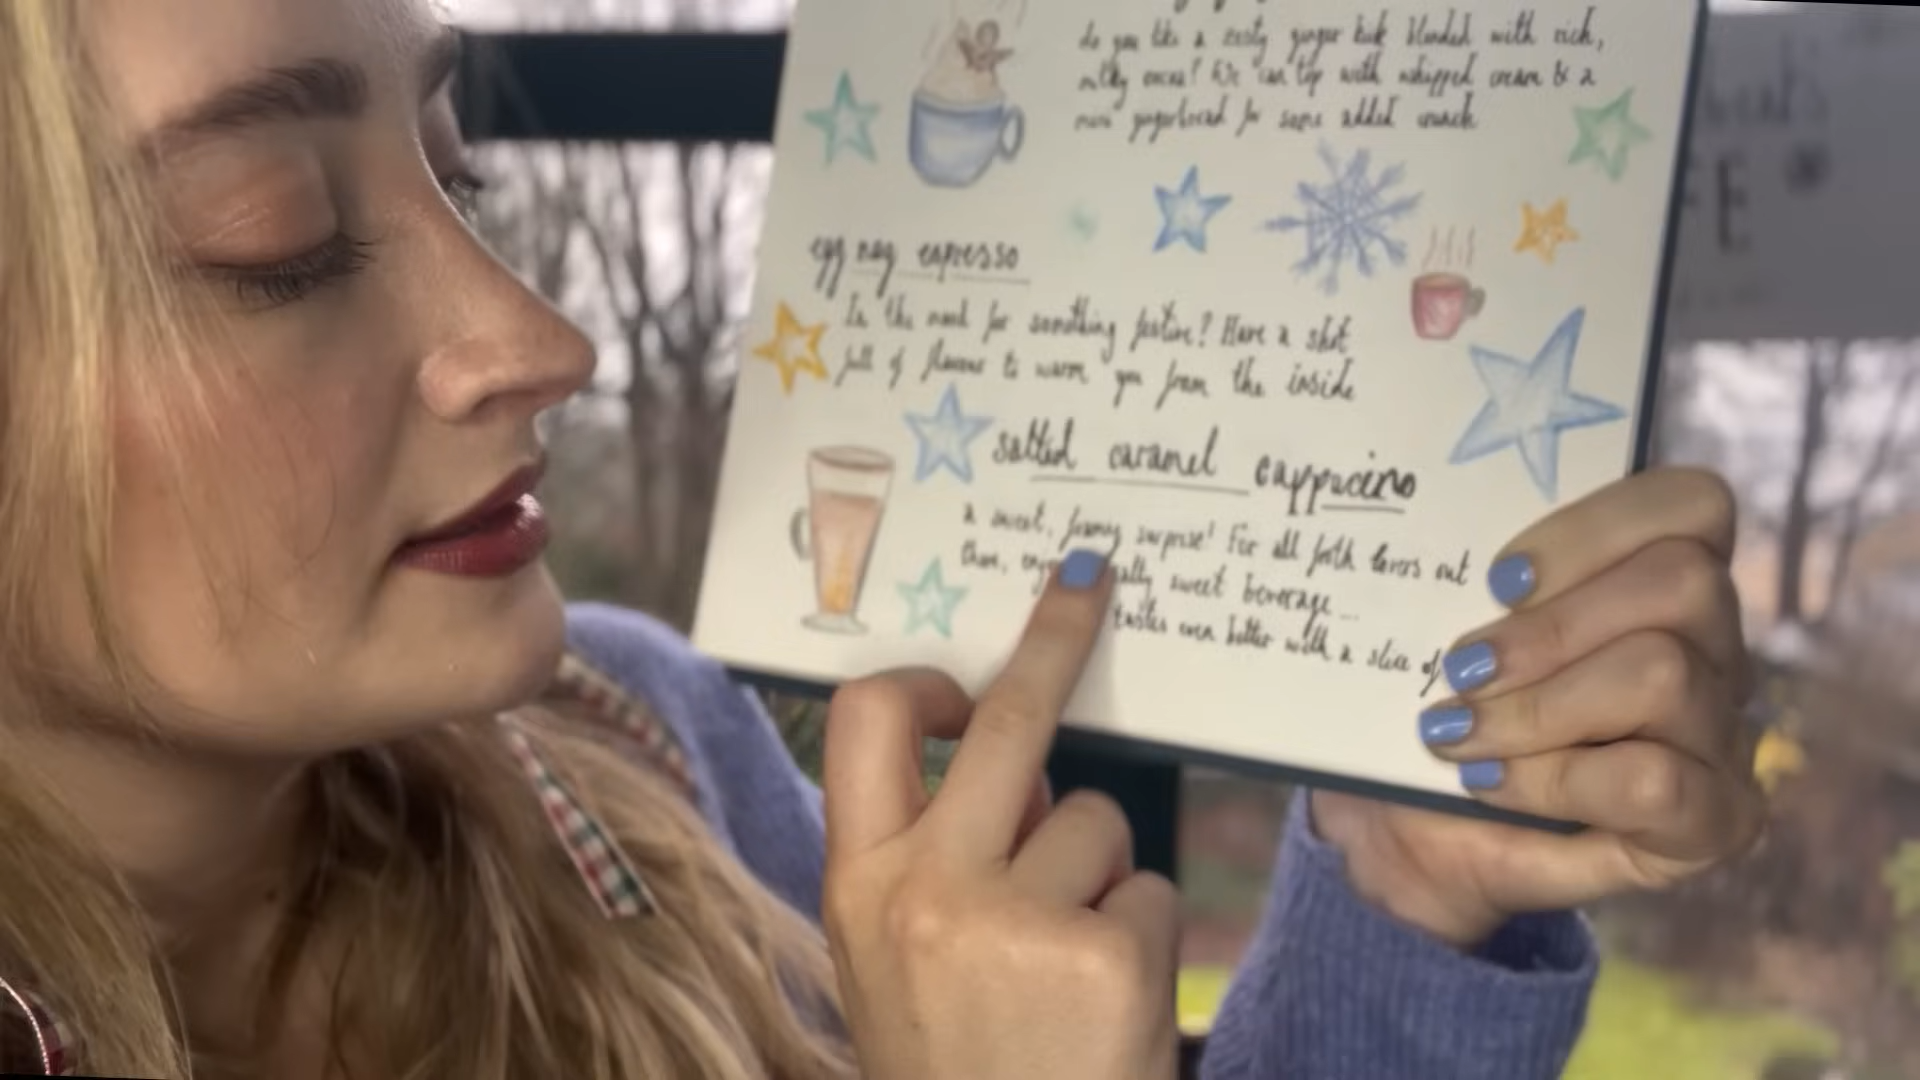 do you like a zesty ginger kick blended with rich,
milky cocoa? We can top with whipped cream & a
mini gingerbread for some added crunch
egg nog espresso
In the mood for something festive? Have a shot
full of flavour to warm you from the inside
salted caramel cappucino
a sweet, foamy surprise! For all froth lovers out
there, enjoy sweet beverage...
tastes even better with a slice of